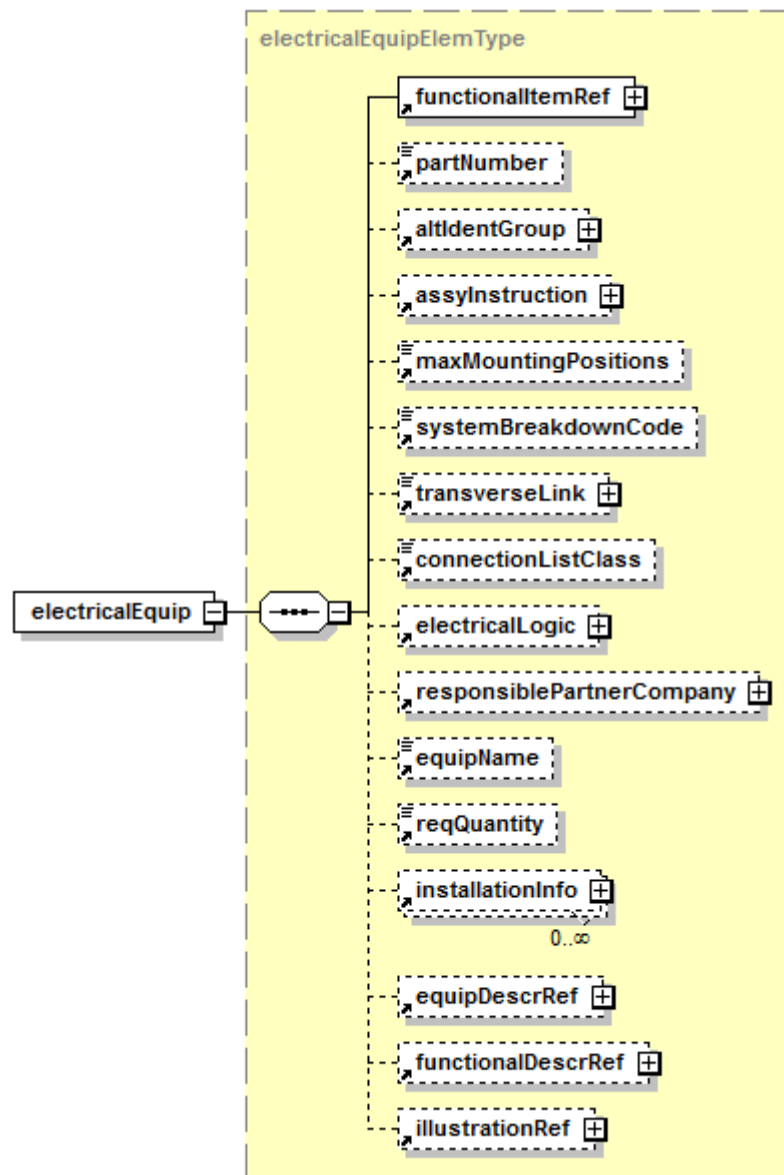 electricalEquipElemType
functionalItemRef
partNumber
altIdentGroup
assyInstruction
maxMountingPositions
systemBreakdownCode
transverseLink
connectionListClass
electricalEquip
electricalLogic
responsiblePartnerCompany
equipName
reqQuantity
installationInfo
0..∞
equipDescrRef
functionalDescrRef
illustrationRef